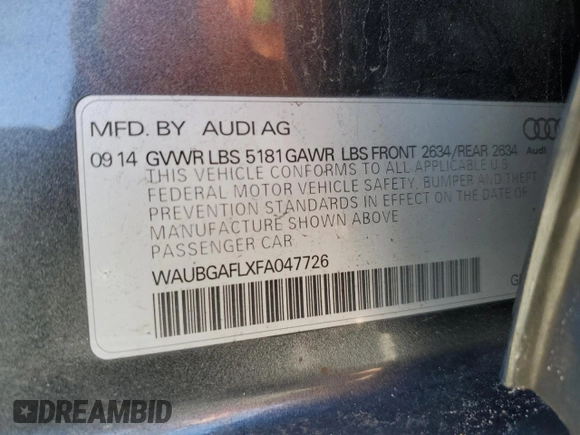 MFD. BY AUDI AG
09 14 GVWR LBS 5181 GAWR LBS FRONT 2634/REAR 2634
Audi
THIS VEHICLE CONFORMS TO ALL APPLICABLE U.S.
FEDERAL MOTOR VEHICLE SAFETY, BUMPER AND THEFT
PREVENTION STANDARDS IN EFFECT ON THE DATE OF
MANUFACTURE SHOWN ABOVE
PASSENGER CAR
WAUBGAFLXFA047726
DREAMBID